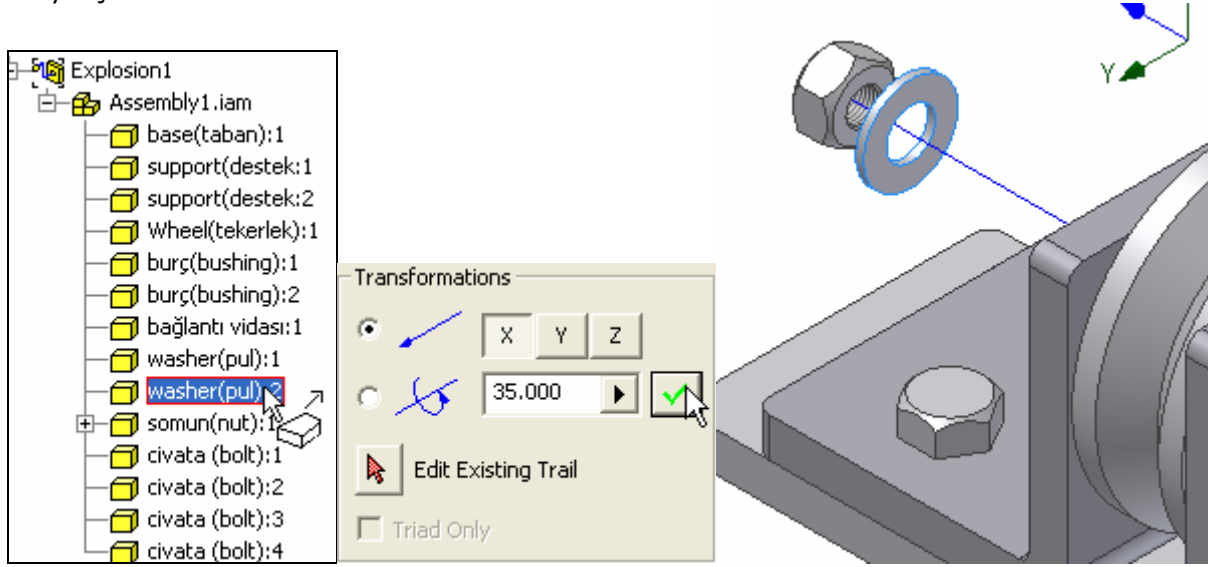 Explosion1
Assembly1.iam
base(taban):1
support(destek:1
support(destek:2
Wheel(tekerlek):1
burç(bushing):1
burç(bushing):2
bağlantı vidası:1
washer(pul):1
washer(pul):2
somun(nut):1
civata (bolt):1
civata (bolt):2
civata (bolt):3
civata (bolt):4
Transformations
X Y Z
35.000
Edit Existing Trail
Triad Only
Y